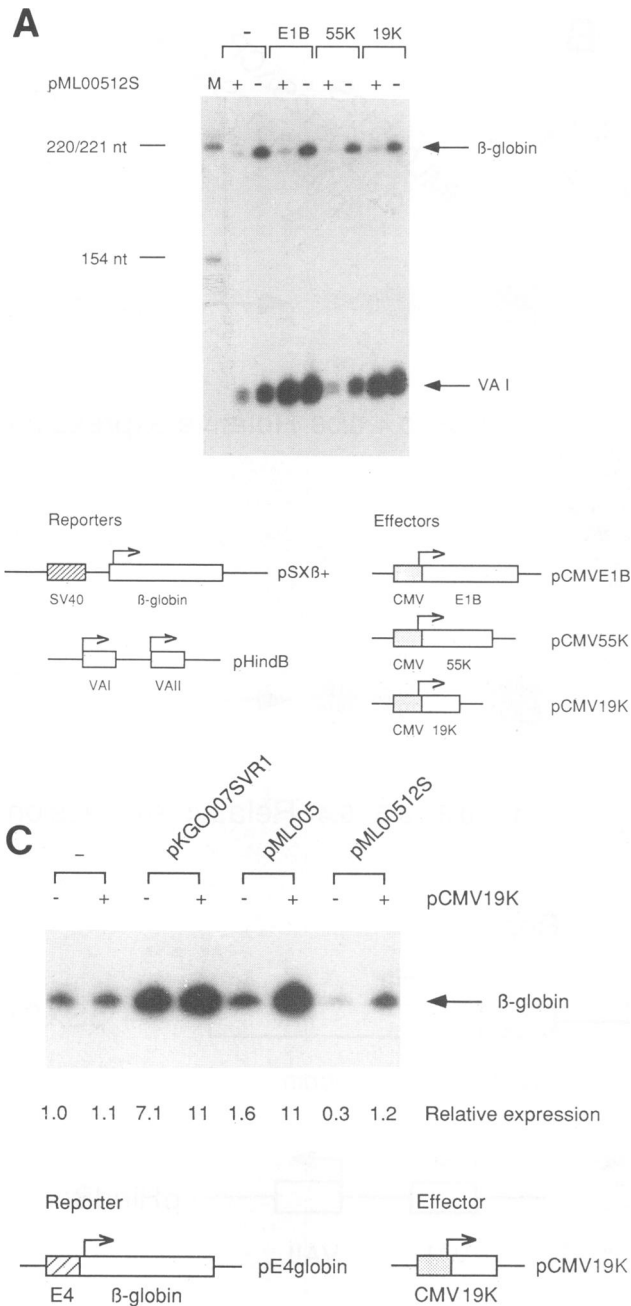 A
- E1B 55K 19K
pML00512S M + - + - + - + -
220/221 nt
ß-globin
154 nt
VA I
Reporters
Effectors
pSXß+
SV40 ß-globin
pHindB
VAI VAII
pCMVE1B
CMV E1B
pCMV55K
CMV 55K
pCMV19K
CMV 19K
C
– pKGO007SVR1 pML005 pML00512S
- + - + - + - + pCMV19K
ß-globin
1.0 1.1 7.1 11 1.6 11 0.3 1.2 Relative expression
Reporter
Effector
pE4globin
E4 ß-globin
pCMV19K
CMV 19K